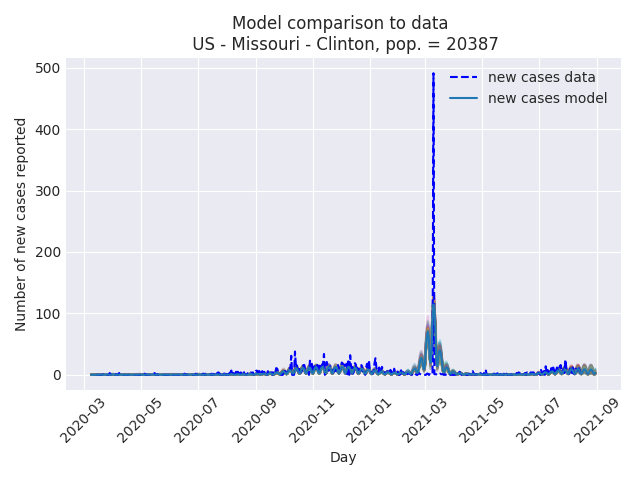 Model comparison to data
US - Missouri - Clinton, pop. = 20387
Number of new cases reported
500
400
300
200
100
0
new cases data
new cases model
2020-03
2020-05
2020-07
2020-09
2020-11
2021-01
2021-03
2021-05
2021-07
2021-09
Day